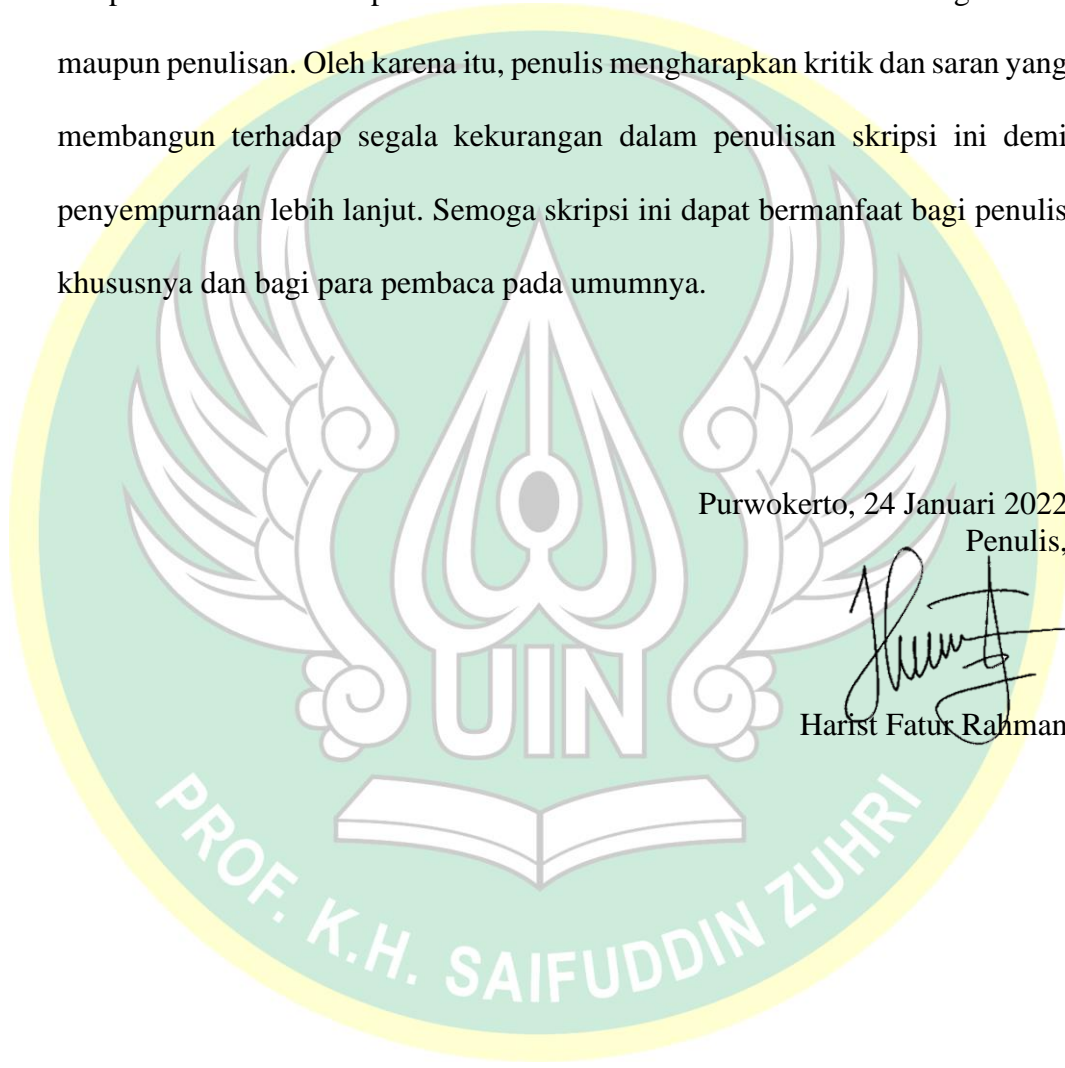 maupun penulisan. Oleh karena itu, penulis mengharapkan kritik dan saran yang
membangun terhadap segala kekurangan dalam penulisan skripsi ini demi
penyempurnaan lebih lanjut. Semoga skripsi ini dapat bermanfaat bagi penulis
khususnya dan bagi para pembaca pada umumnya.
Purwokerto, 24 Januari 2022
Penulis,
Harist Fatur Rahman
UIN
PROF. K.H. SAIFUDDIN ZUHRI